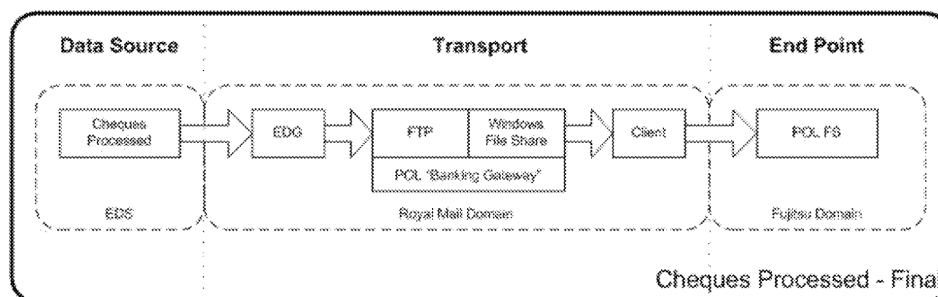 Data Source
Transport
End Point
Cheques
Processed
EDG
FTP
Windows
File Share
Client
POL FS
POL "Banking Gateway"
EDS
Royal Mail Domain
Fujitsu Domain
Cheques Processed - Final